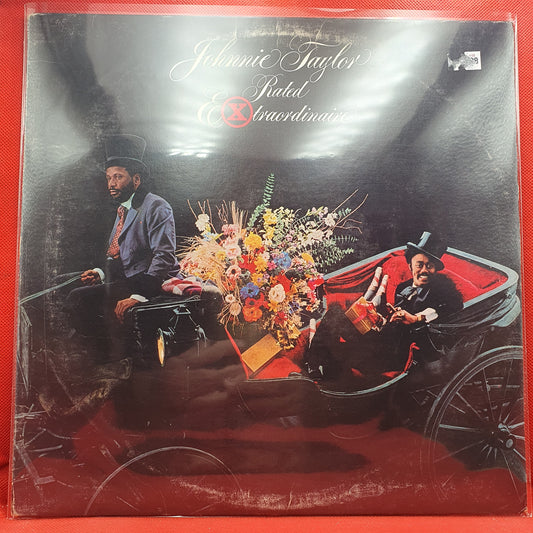 Johnnie Taylor
Rated
Extraordinaire